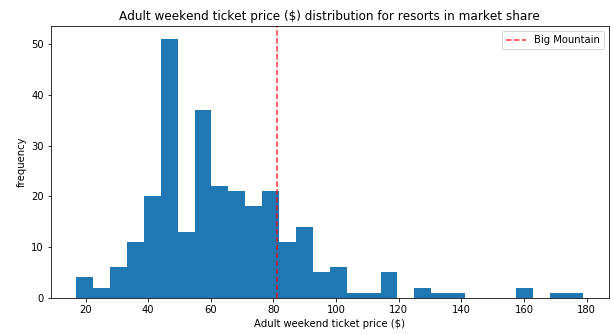 Adult weekend ticket price ($) distribution for resorts in market share
Big Mountain
frequency
50
40
30
20
10
0
20 40 60 80 100 120 140 160 180
Adult weekend ticket price ($)